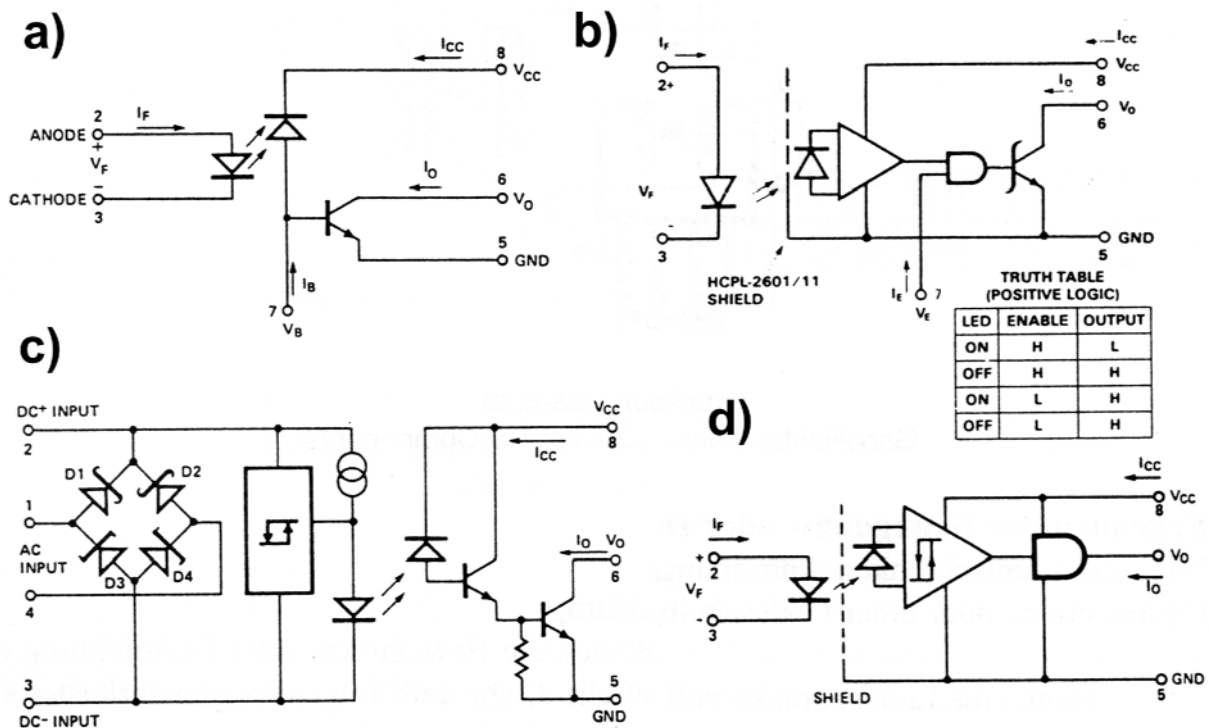 a)
ICC
8
VCC
2
IF
ANODE
+
VF
IO
6
VO
CATHODE
-
3
5
GND
IB
7
VB
b)
IF
2+
ICC
VCC
8
IO
VO
6
VF
-
3
GND
5
HCPL-2601/11
SHIELD
IE
7
VE
TRUTH TABLE
(POSITIVE LOGIC)
LED ENABLE OUTPUT
ON H L
OFF H H
ON L H
OFF L H
c)
DC+ INPUT
2
D1
D2
1
AC
INPUT
D3
D4
4
3
DC- INPUT
VCC
8
ICC
IO
VO
6
5
GND
d)
ICC
VCC
8
IF
+
2
VF
-
3
VO
IO
SHIELD
GND
5